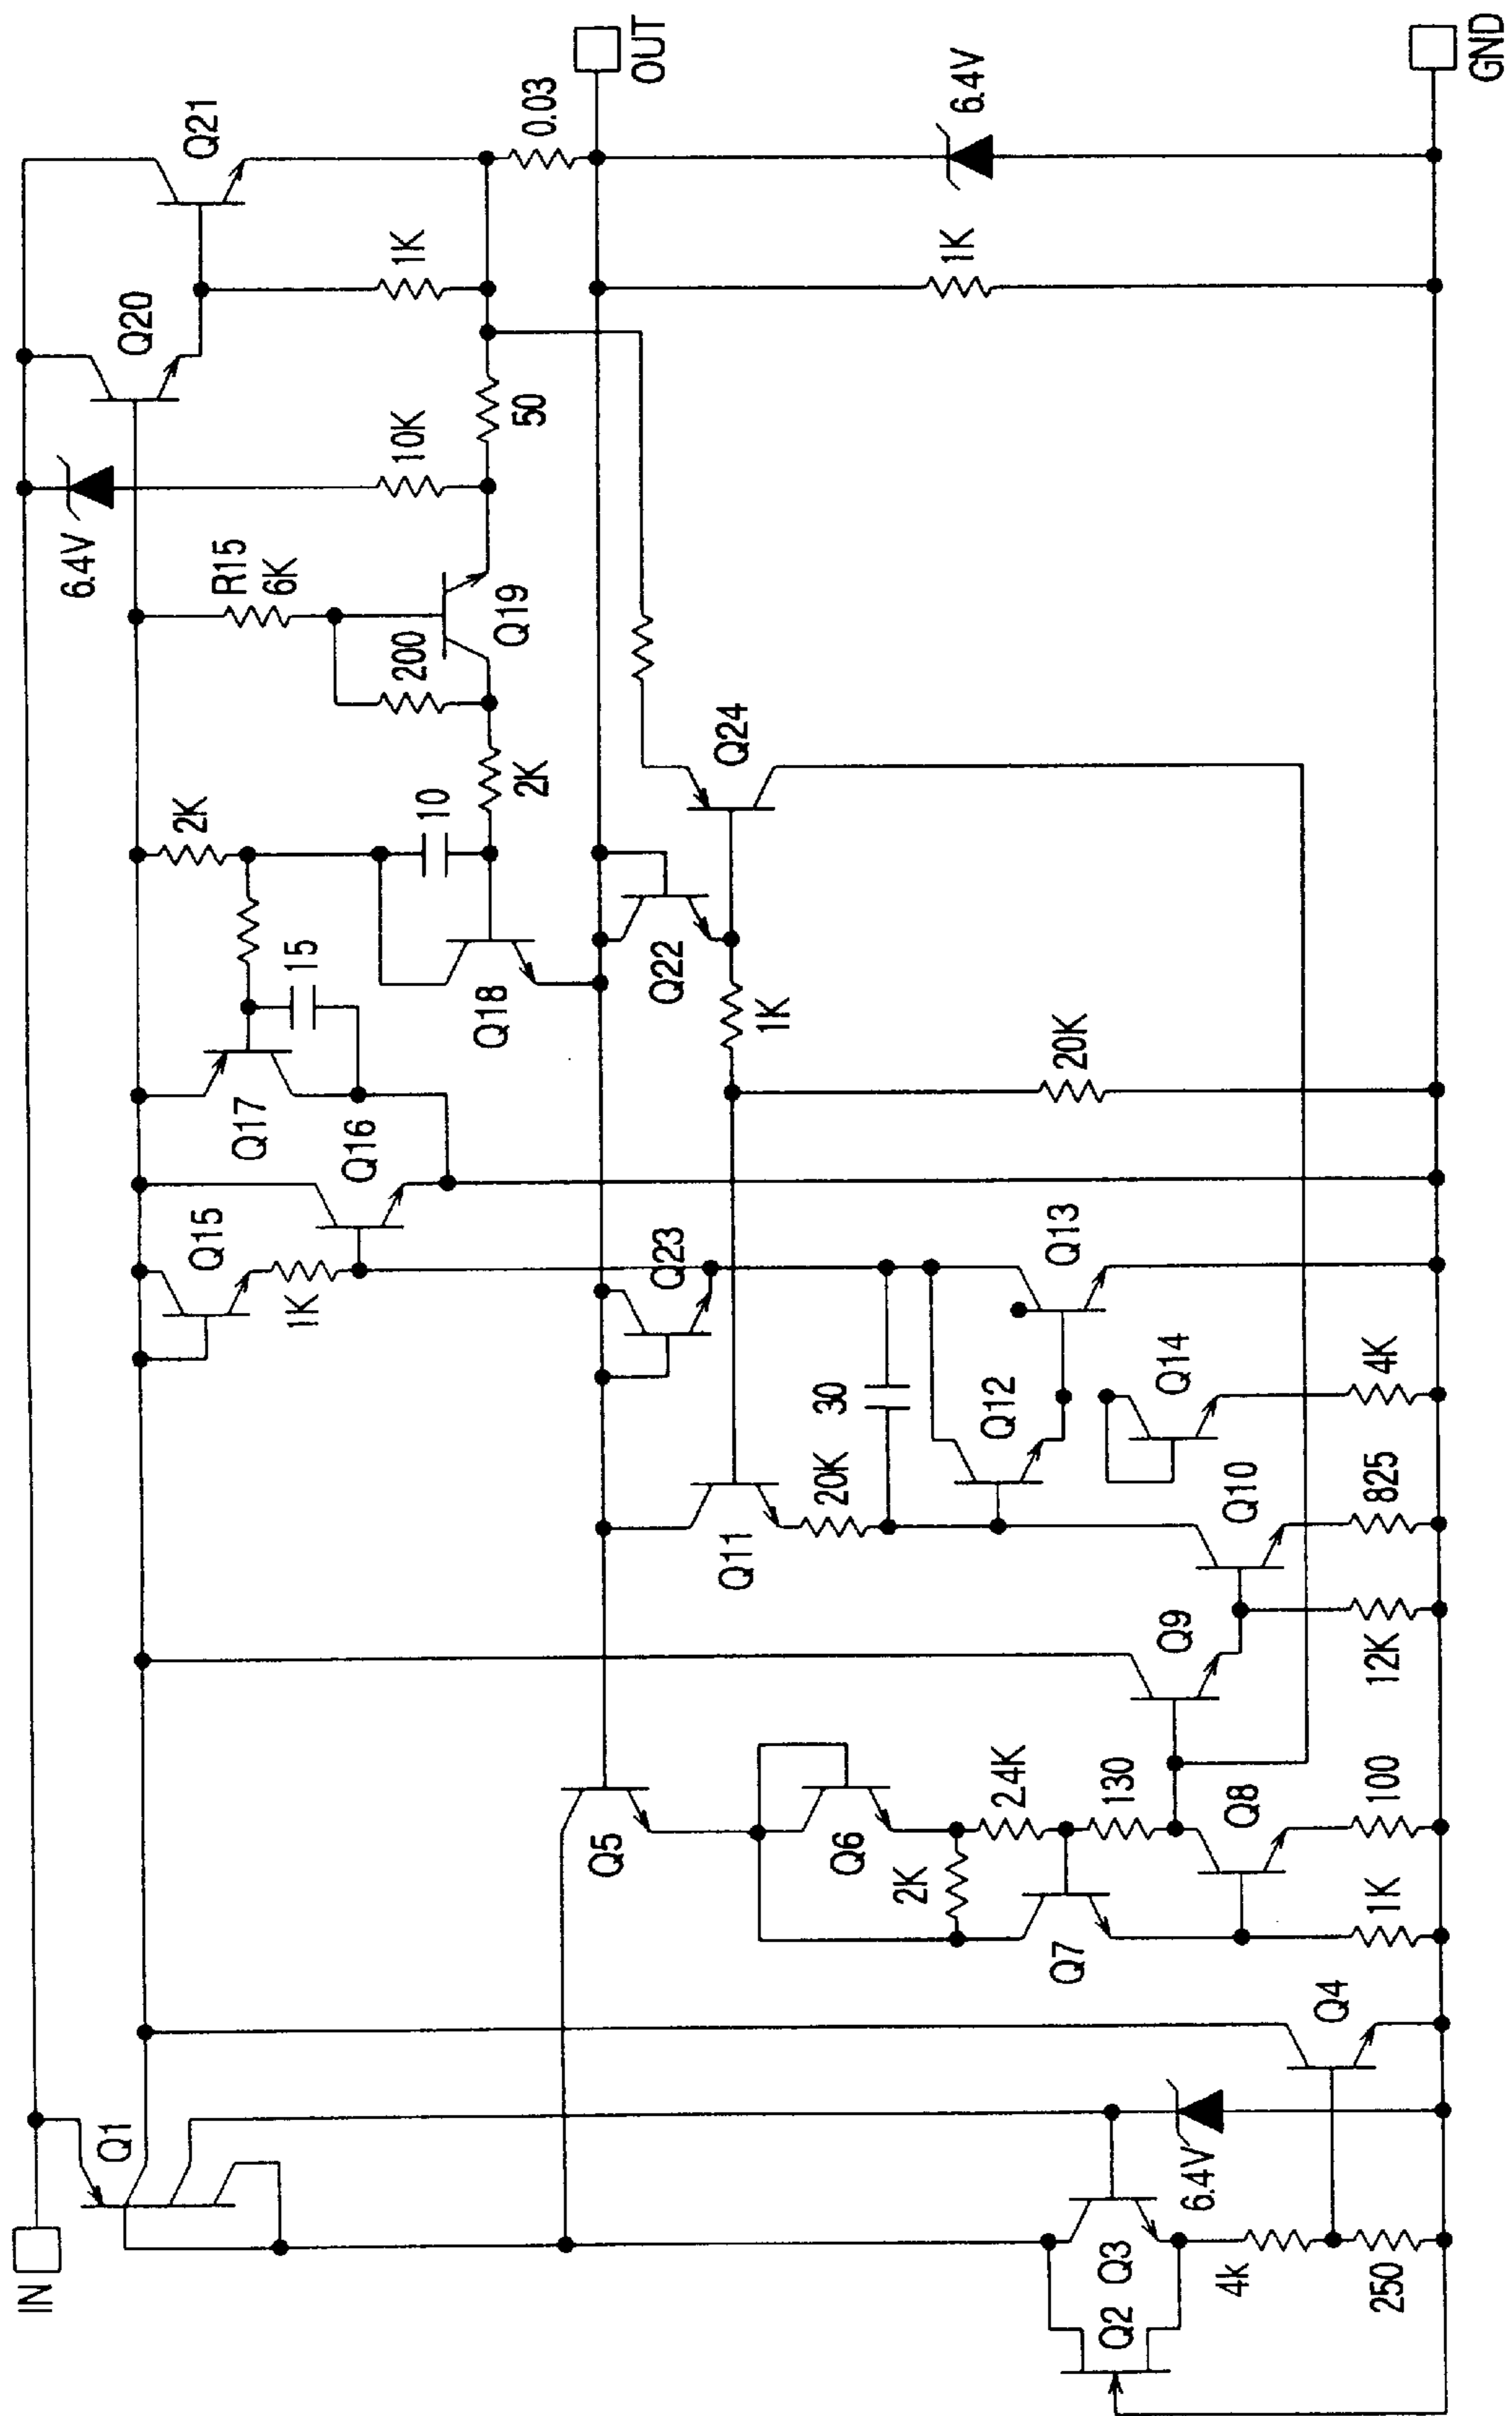 IN
Q1
Q2
Q3
4k
250
6.4V
Q4
Q5
Q6
2K
2.4K
Q7
130
Q8
1K
100
Q9
12K
Q10
825
Q11
20K
30
Q12
Q13
Q14
4K
Q15
1K
Q16
Q17
15
2K
Q23
Q18
10
2K
200
R15
6K
Q19
6.4V
10K
50
Q20
Q21
1K
0.03
OUT
Q22
1K
20K
Q24
1K
6.4V
GND